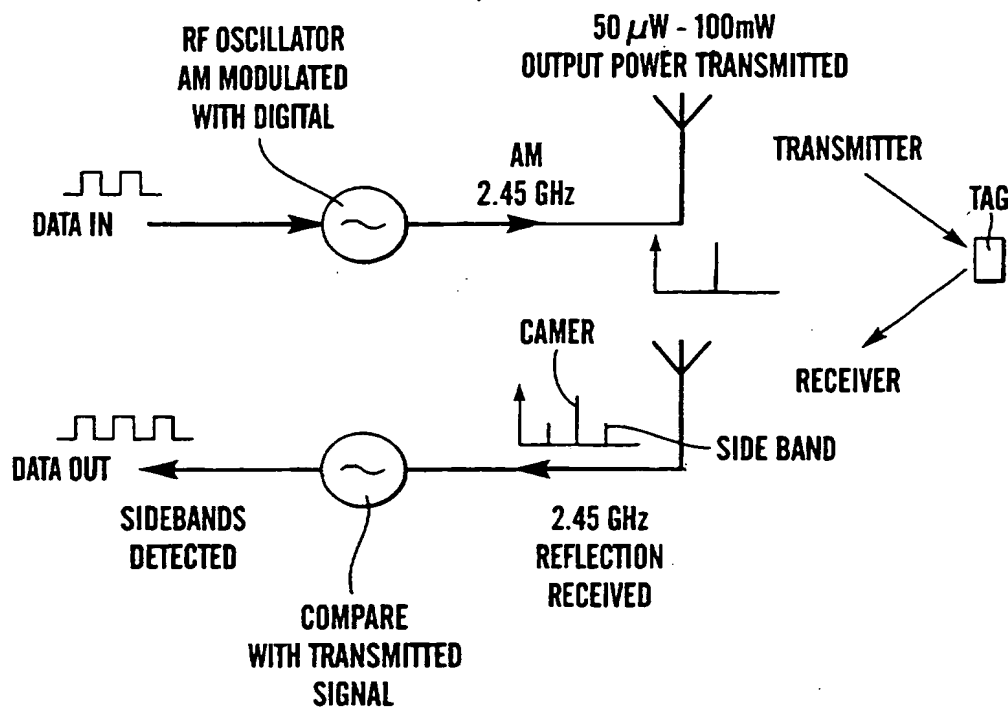 RF OSCILLATOR
AM MODULATED
WITH DIGITAL
50 μW - 100mW
OUTPUT POWER TRANSMITTED
AM
2.45 GHz
DATA IN
TRANSMITTER
TAG
RECEIVER
CAMER
SIDE BAND
DATA OUT
SIDEBANDS
DETECTED
2.45 GHz
REFLECTION
RECEIVED
COMPARE
WITH TRANSMITTED
SIGNAL